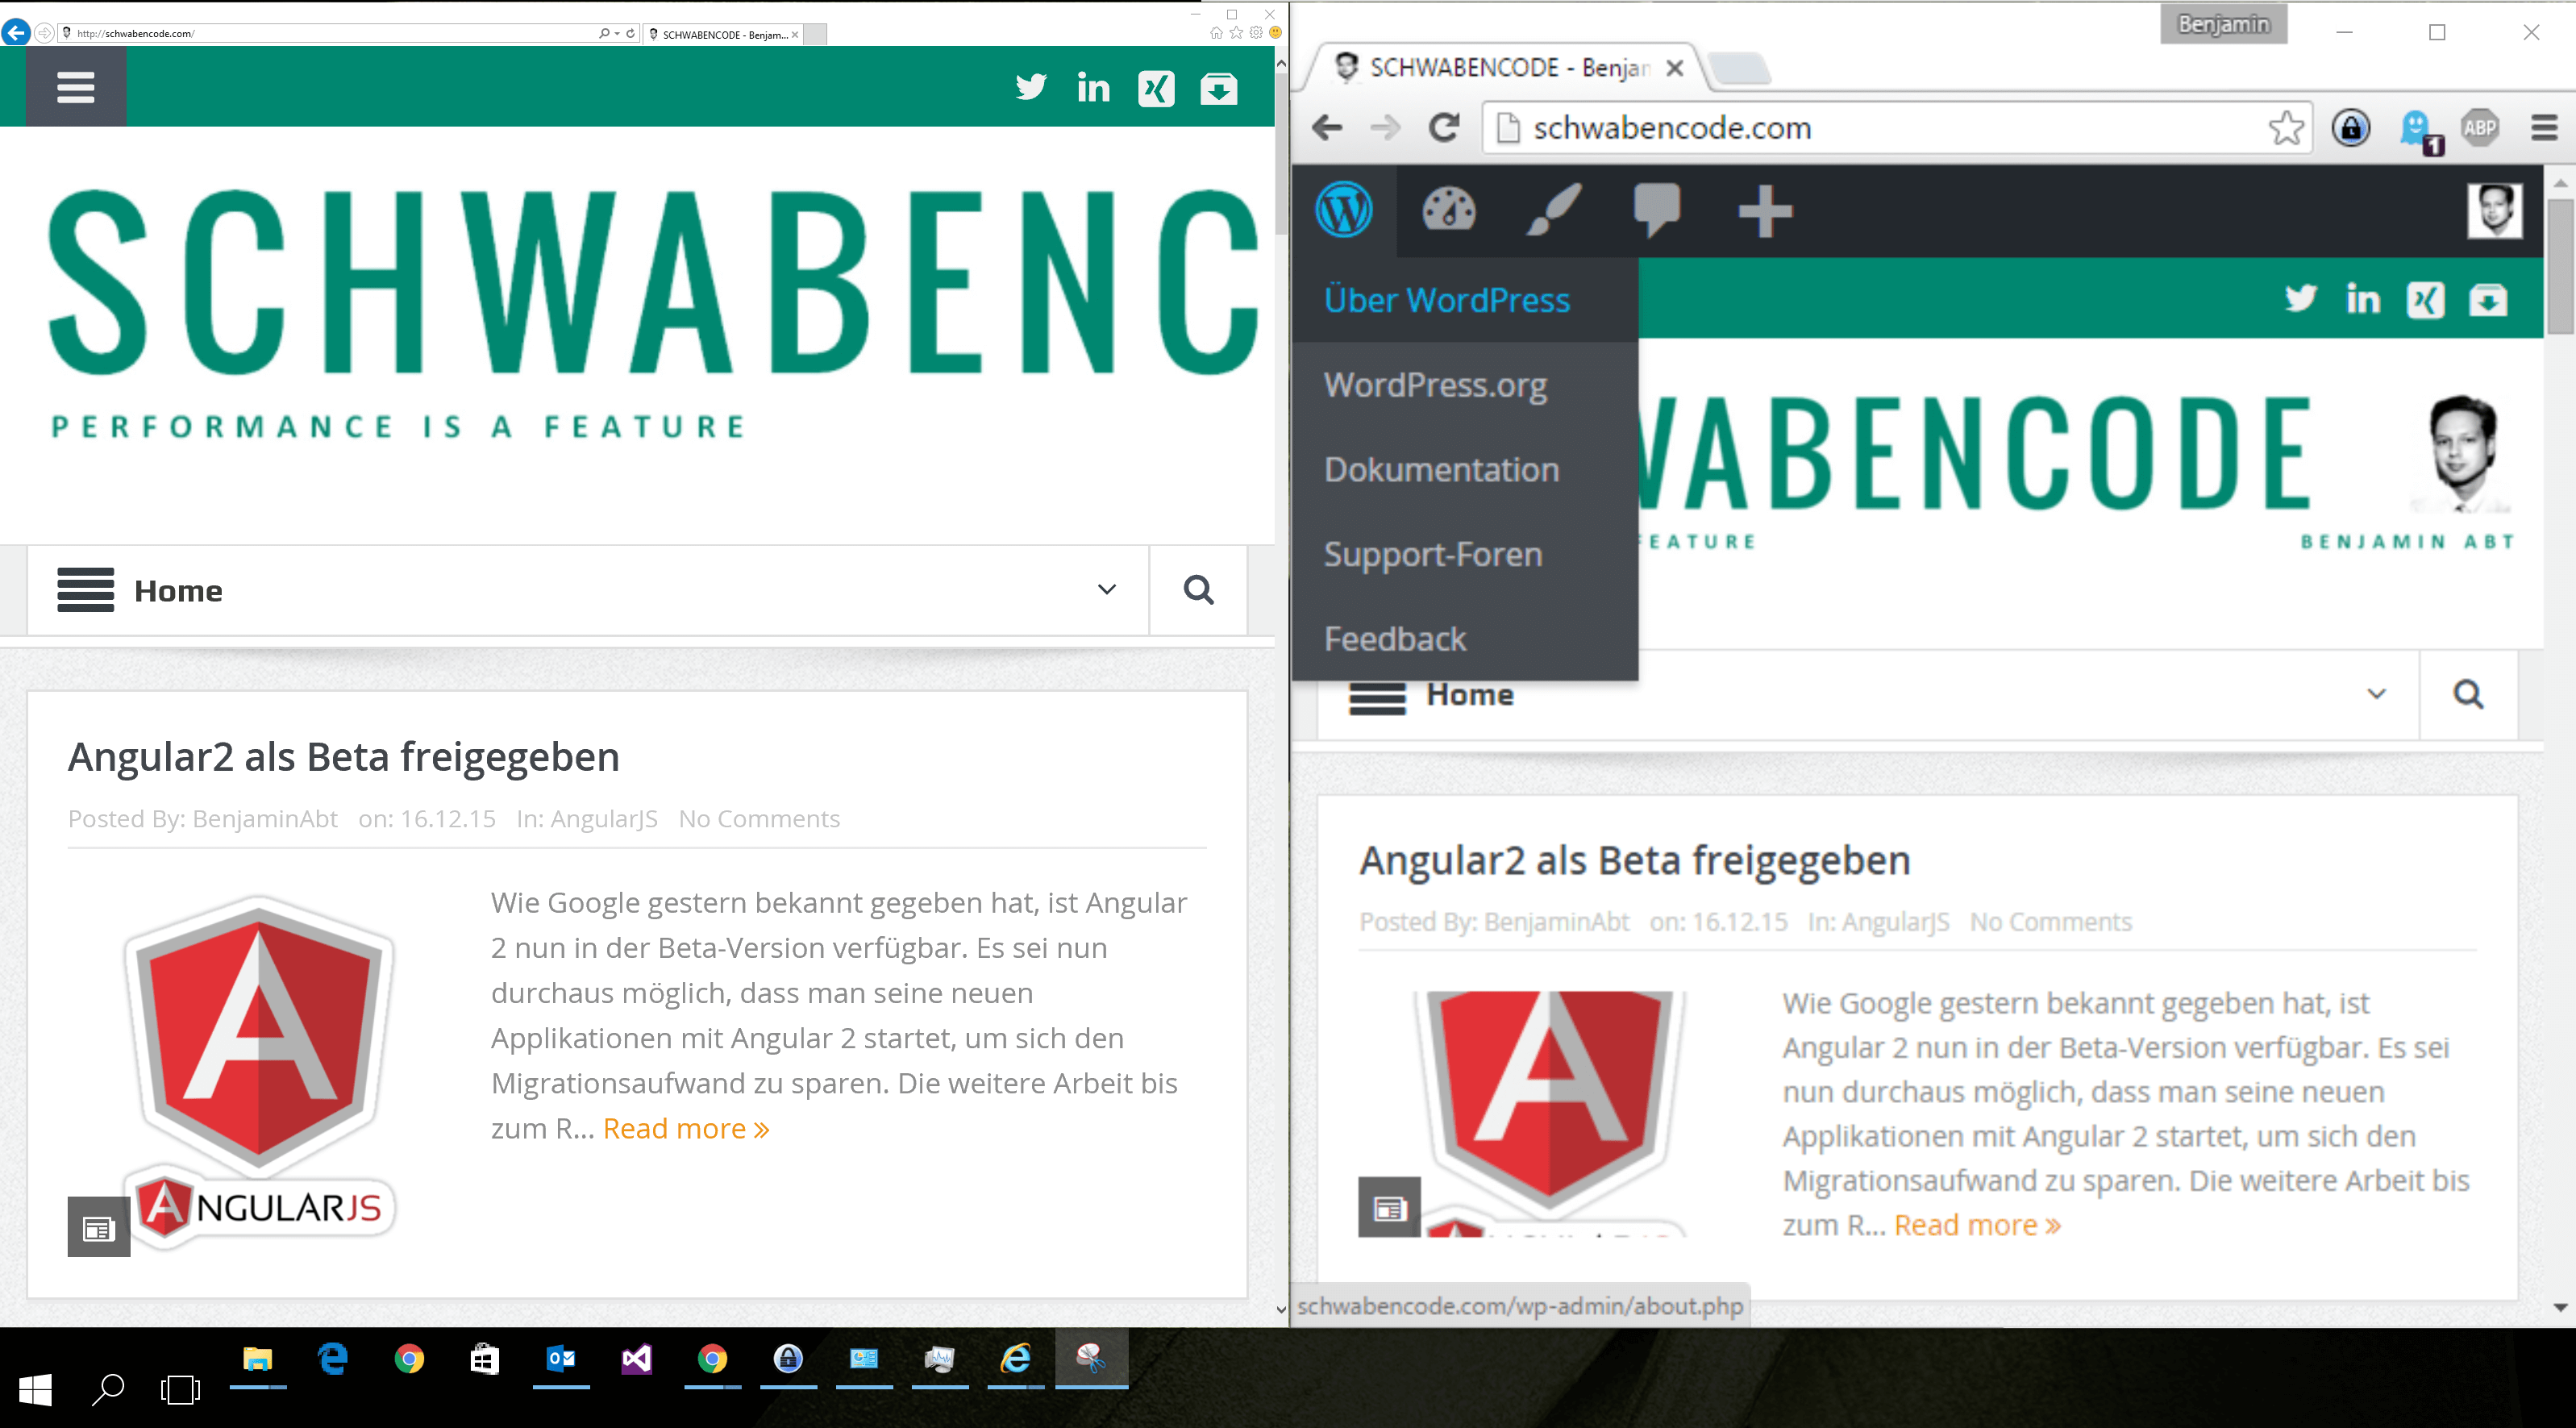 http://schwabencode.com/
SCHWABENCODE - Benjam...
SCHWABENC
PERFORMANCE IS A FEATURE
Home
Angular2 als Beta freigegeben
Posted By: BenjaminAbt on: 16.12.15 In: AngularJS No Comments
Wie Google gestern bekannt gegeben hat, ist Angular
2 nun in der Beta-Version verfügbar. Es sei nun
durchaus möglich, dass man seine neuen
Applikationen mit Angular 2 startet, um sich den
Migrationsaufwand zu sparen. Die weitere Arbeit bis
zum R... Read more »
ANGULARJS
Benjamin
SCHWABENCODE - Benjan
schwabencode.com
1
ABP
Über WordPress
WordPress.org
Dokumentation
Support-Foren
Feedback
WABENCODE
FEATURE
BENJAMIN ABT
Home
Angular2 als Beta freigegeben
Posted By: BenjaminAbt on: 16.12.15 In: AngularJS No Comments
Wie Google gestern bekannt gegeben hat, ist
Angular 2 nun in der Beta-Version verfügbar. Es sei
nun durchaus möglich, dass man seine neuen
Applikationen mit Angular 2 startet, um sich den
Migrationsaufwand zu sparen. Die weitere Arbeit bis
zum R... Read more »
schwabencode.com/wp-admin/about.php